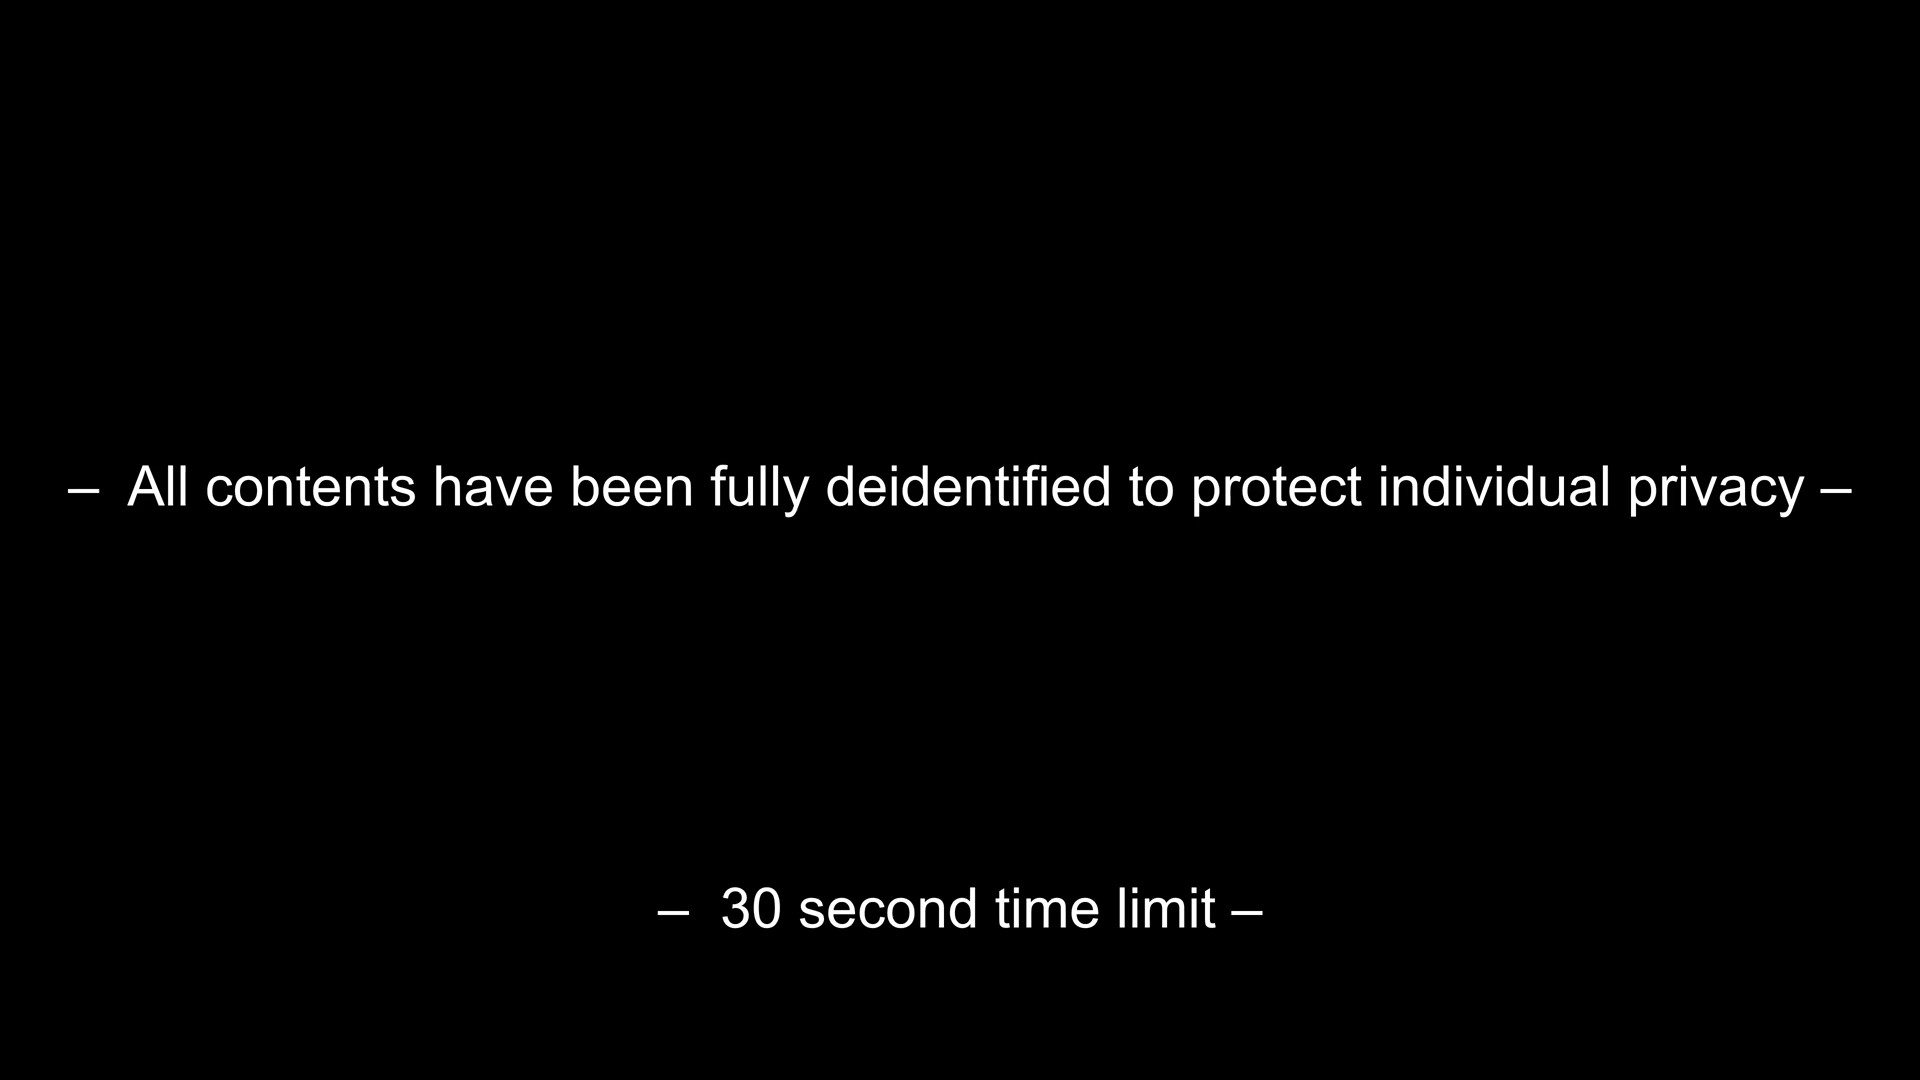 – All contents have been fully deidentified to protect individual privacy –
– 30 second time limit –